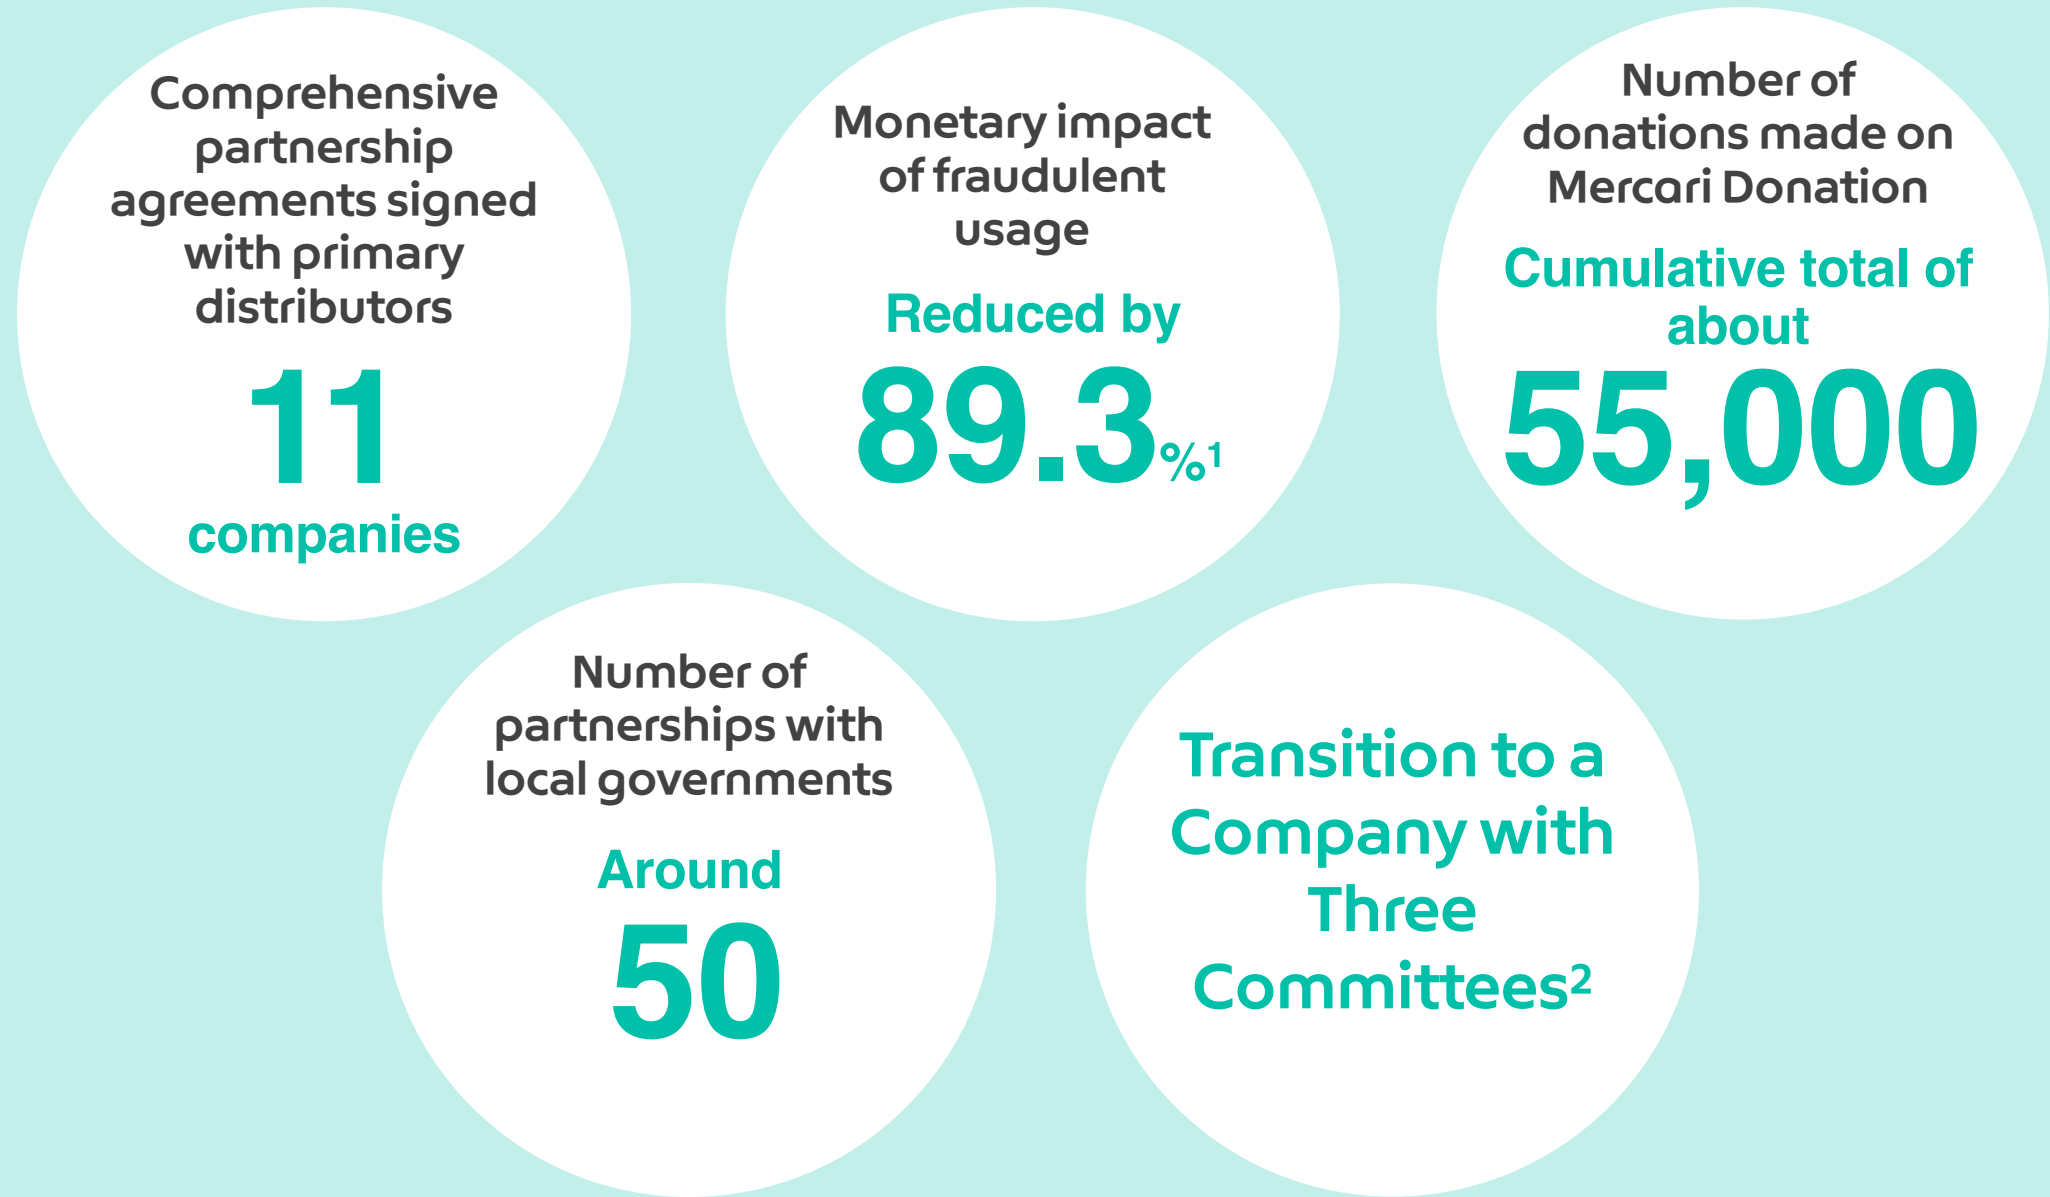 Comprehensive
partnership
agreements signed
with primary
distributors
11
companies
Monetary impact
of fraudulent
usage
Reduced by
89.3%¹
Number of
donations made on
Mercari Donation
Cumulative total of
about
55,000
Number of
partnerships with
local governments
Around
50
Transition to a
Company with
Three
Committees²